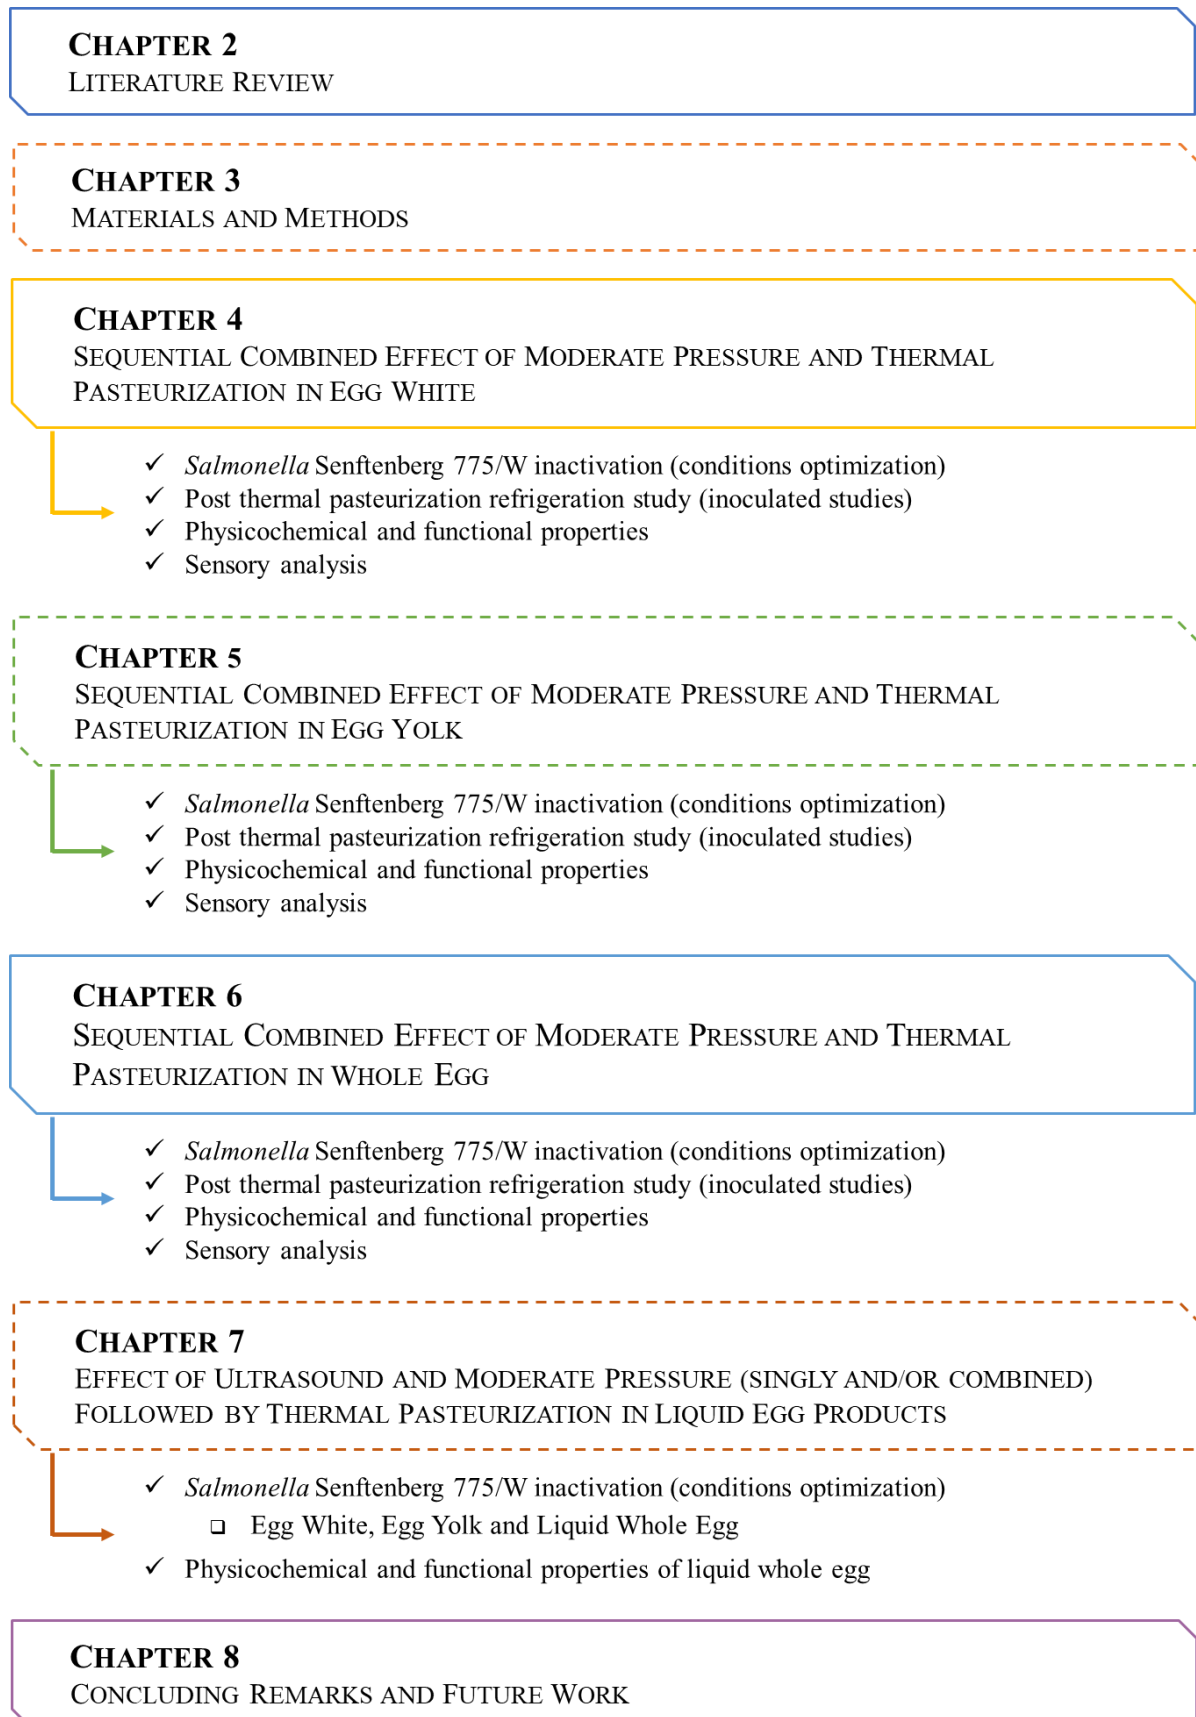 CHAPTER 2
LITERATURE REVIEW
CHAPTER 3
MATERIALS AND METHODS
CHAPTER 4
SEQUENTIAL COMBINED EFFECT OF MODERATE PRESSURE AND THERMAL
PASTEURIZATION IN EGG WHITE
✓ Salmonella Senftenberg 775/W inactivation (conditions optimization)
✓ Post thermal pasteurization refrigeration study (inoculated studies)
✓ Physicochemical and functional properties
✓ Sensory analysis
CHAPTER 5
SEQUENTIAL COMBINED EFFECT OF MODERATE PRESSURE AND THERMAL
PASTEURIZATION IN EGG YOLK
✓ Salmonella Senftenberg 775/W inactivation (conditions optimization)
✓ Post thermal pasteurization refrigeration study (inoculated studies)
✓ Physicochemical and functional properties
✓ Sensory analysis
CHAPTER 6
SEQUENTIAL COMBINED EFFECT OF MODERATE PRESSURE AND THERMAL
PASTEURIZATION IN WHOLE EGG
✓ Salmonella Senftenberg 775/W inactivation (conditions optimization)
✓ Post thermal pasteurization refrigeration study (inoculated studies)
✓ Physicochemical and functional properties
✓ Sensory analysis
CHAPTER 7
EFFECT OF ULTRASOUND AND MODERATE PRESSURE (SINGLY AND/OR COMBINED)
FOLLOWED BY THERMAL PASTEURIZATION IN LIQUID EGG PRODUCTS
✓ Salmonella Senftenberg 775/W inactivation (conditions optimization)
❑ Egg White, Egg Yolk and Liquid Whole Egg
✓ Physicochemical and functional properties of liquid whole egg
CHAPTER 8
CONCLUDING REMARKS AND FUTURE WORK